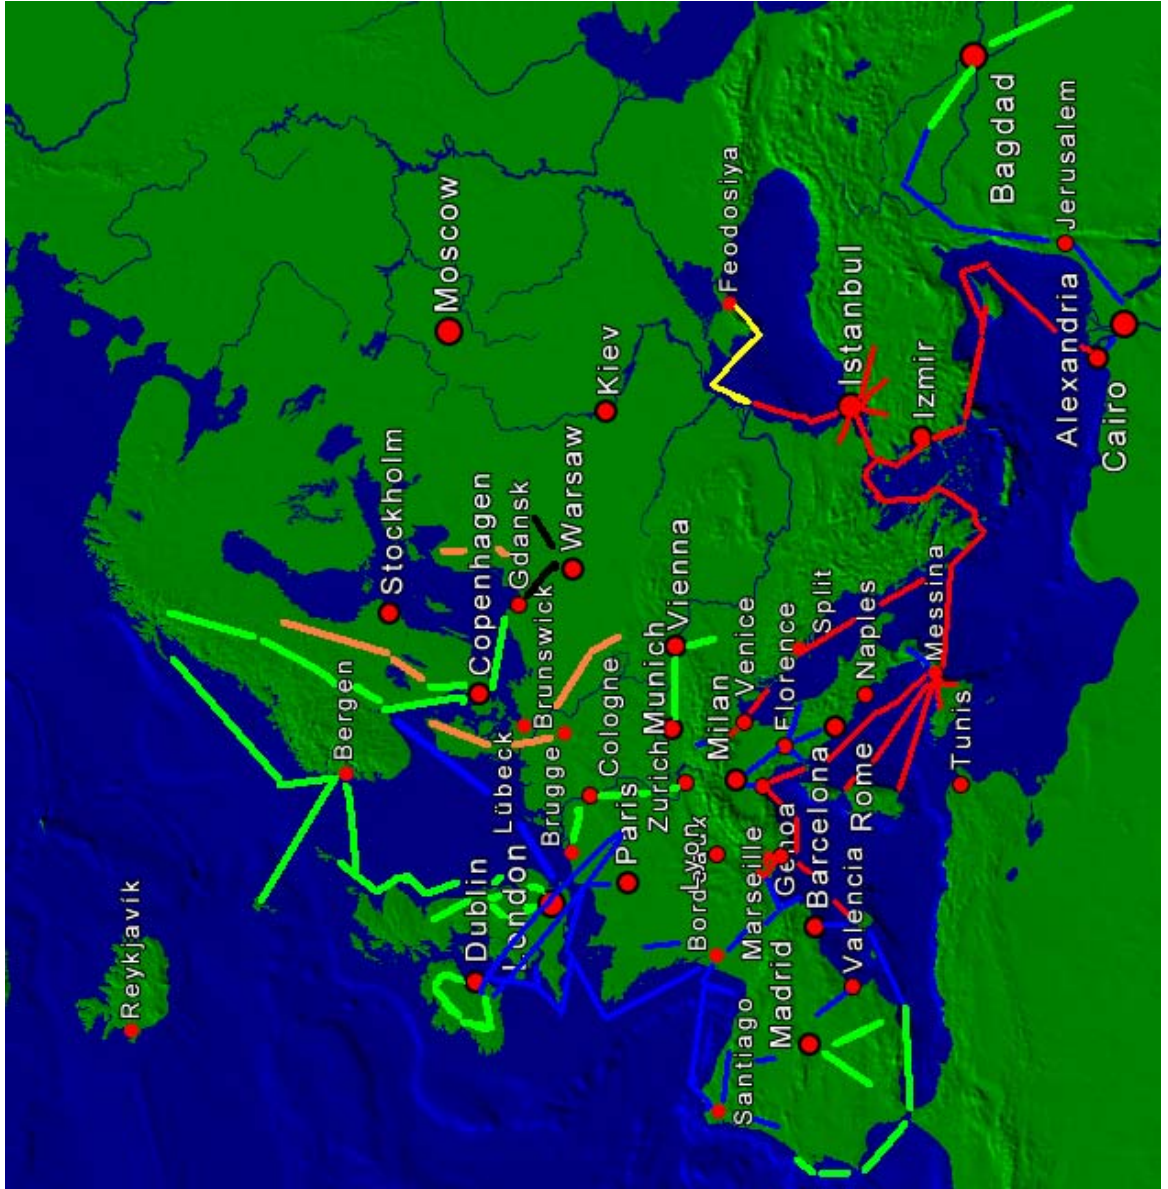 Reykjavík
Bergen
Stockholm
Moscow
Copenhagen
Dublin
London
Lübeck
Gdansk
Brunswick
Brugge
Cologne
Warsaw
Kiev
Paris
Zurich
Munich
Vienna
Bordeaux
Lyon
Milan
Venice
Feodosiya
Santiago
Marseille
Genoa
Florence
Madrid
Barcelona
Split
Valencia
Rome
Naples
Istanbul
Izmir
Messina
Tunis
Bagdad
Jerusalem
Alexandria
Cairo